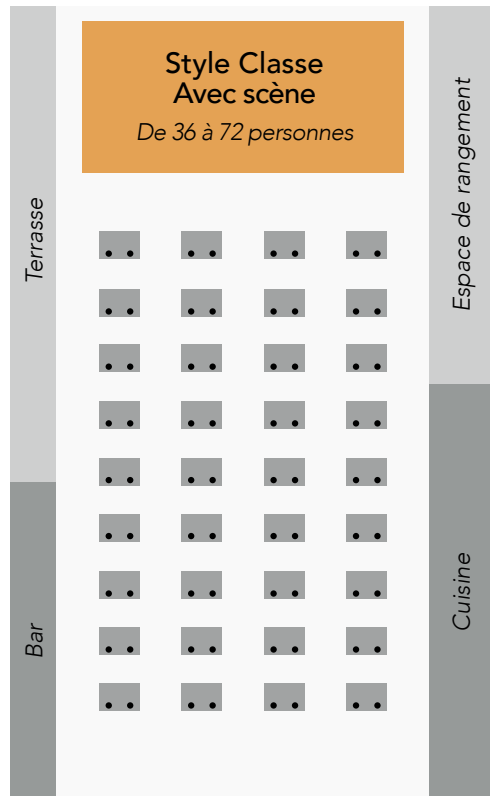 Style Classe
Avec scène
De 36 à 72 personnes
Terrasse
Espace de rangement
Bar
Cuisine